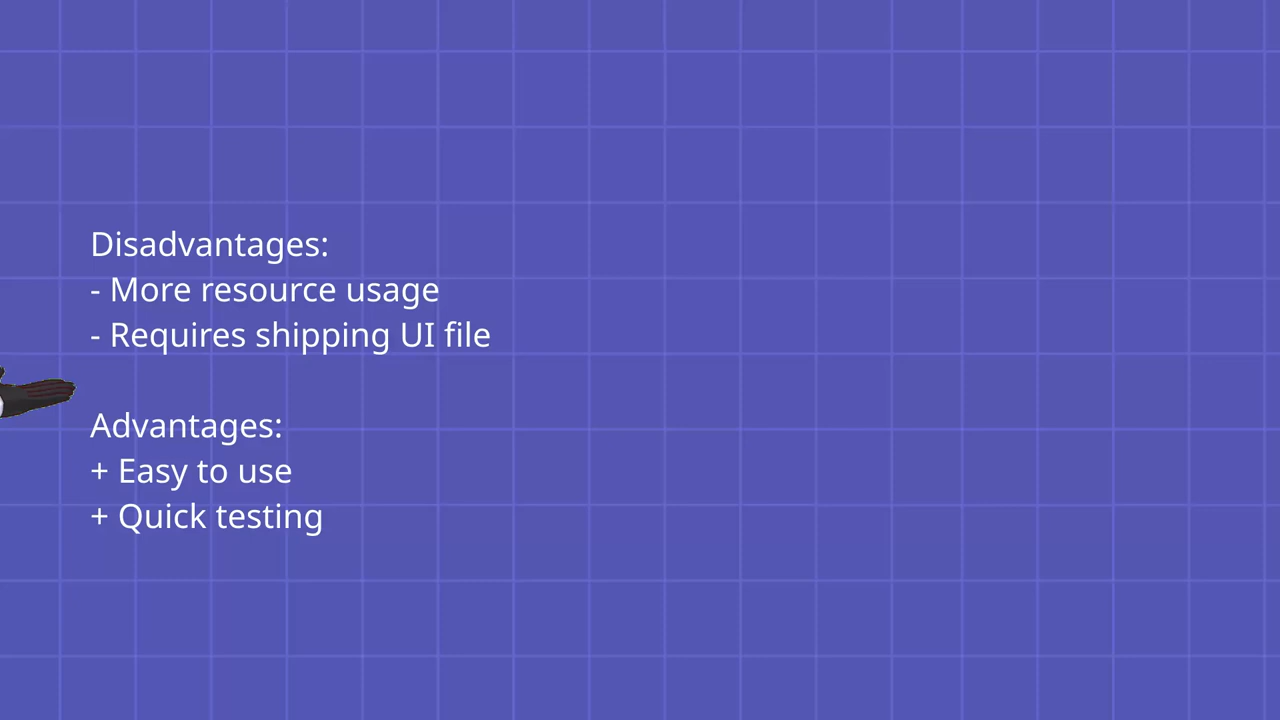 Disadvantages:
- More resource usage
- Requires shipping UI file
Advantages:
+ Easy to use
+ Quick testing